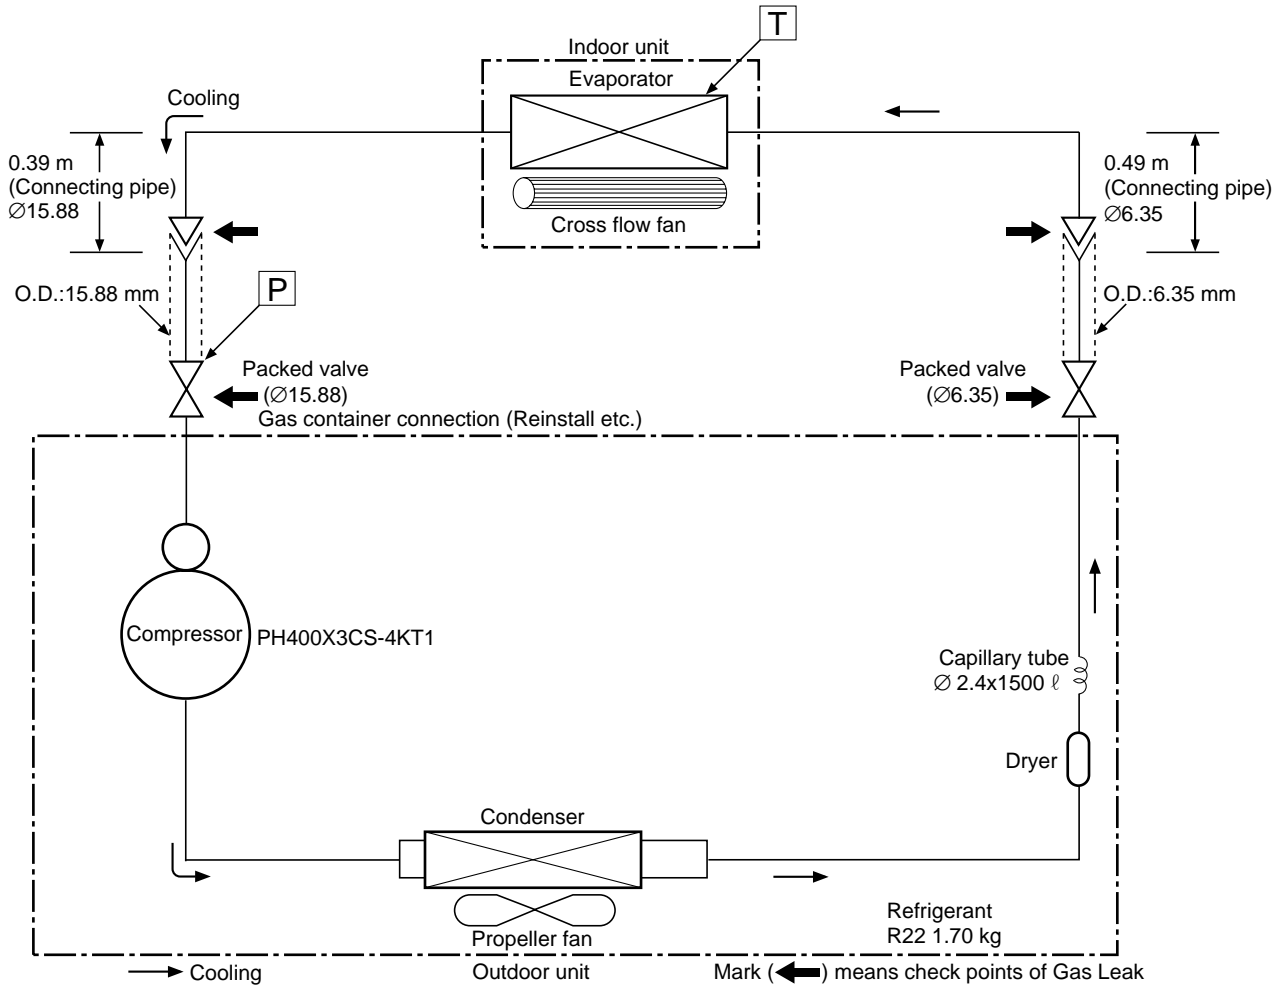 T
Indoor unit
Evaporator
Cooling
0.39 m
(Connecting pipe)
∅15.88
0.49 m
(Connecting pipe)
∅6.35
Cross flow fan
P
O.D.:15.88 mm
O.D.:6.35 mm
Packed valve
(∅15.88)
Packed valve
(∅6.35)
Gas container connection (Reinstall etc.)
Compressor
PH400X3CS-4KT1
Capillary tube
∅ 2.4x1500 ℓ
Dryer
Condenser
Propeller fan
Refrigerant
R22 1.70 kg
Cooling
Outdoor unit
Mark ( ) means check points of Gas Leak